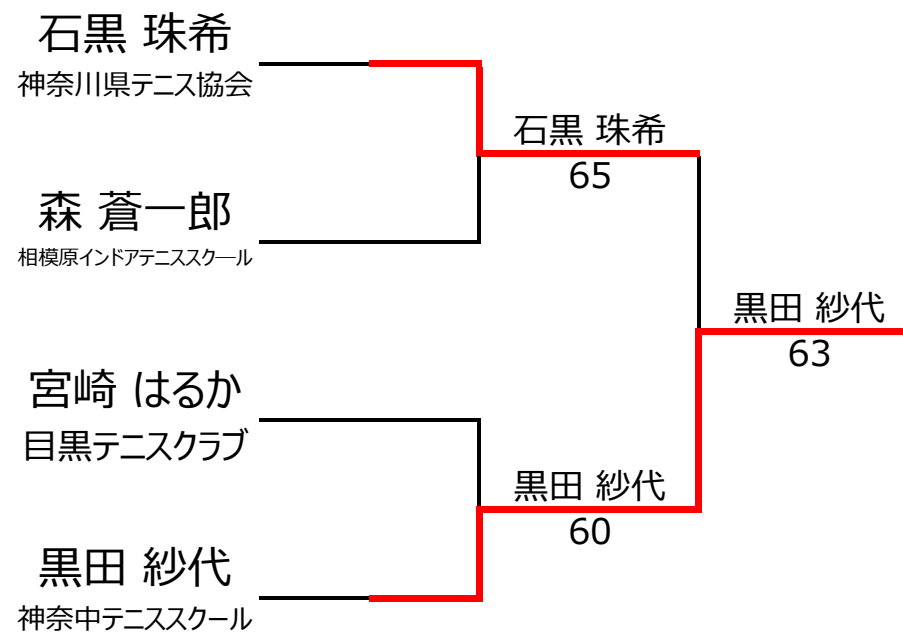 石黒 珠希
神奈川県テニス協会
石黒 珠希
65
森 蒼一郎
相模原インドアテニススクール
黒田 紗代
63
宮崎 はるか
目黒テニスクラブ
黒田 紗代
60
黒田 紗代
神奈中テニススクール